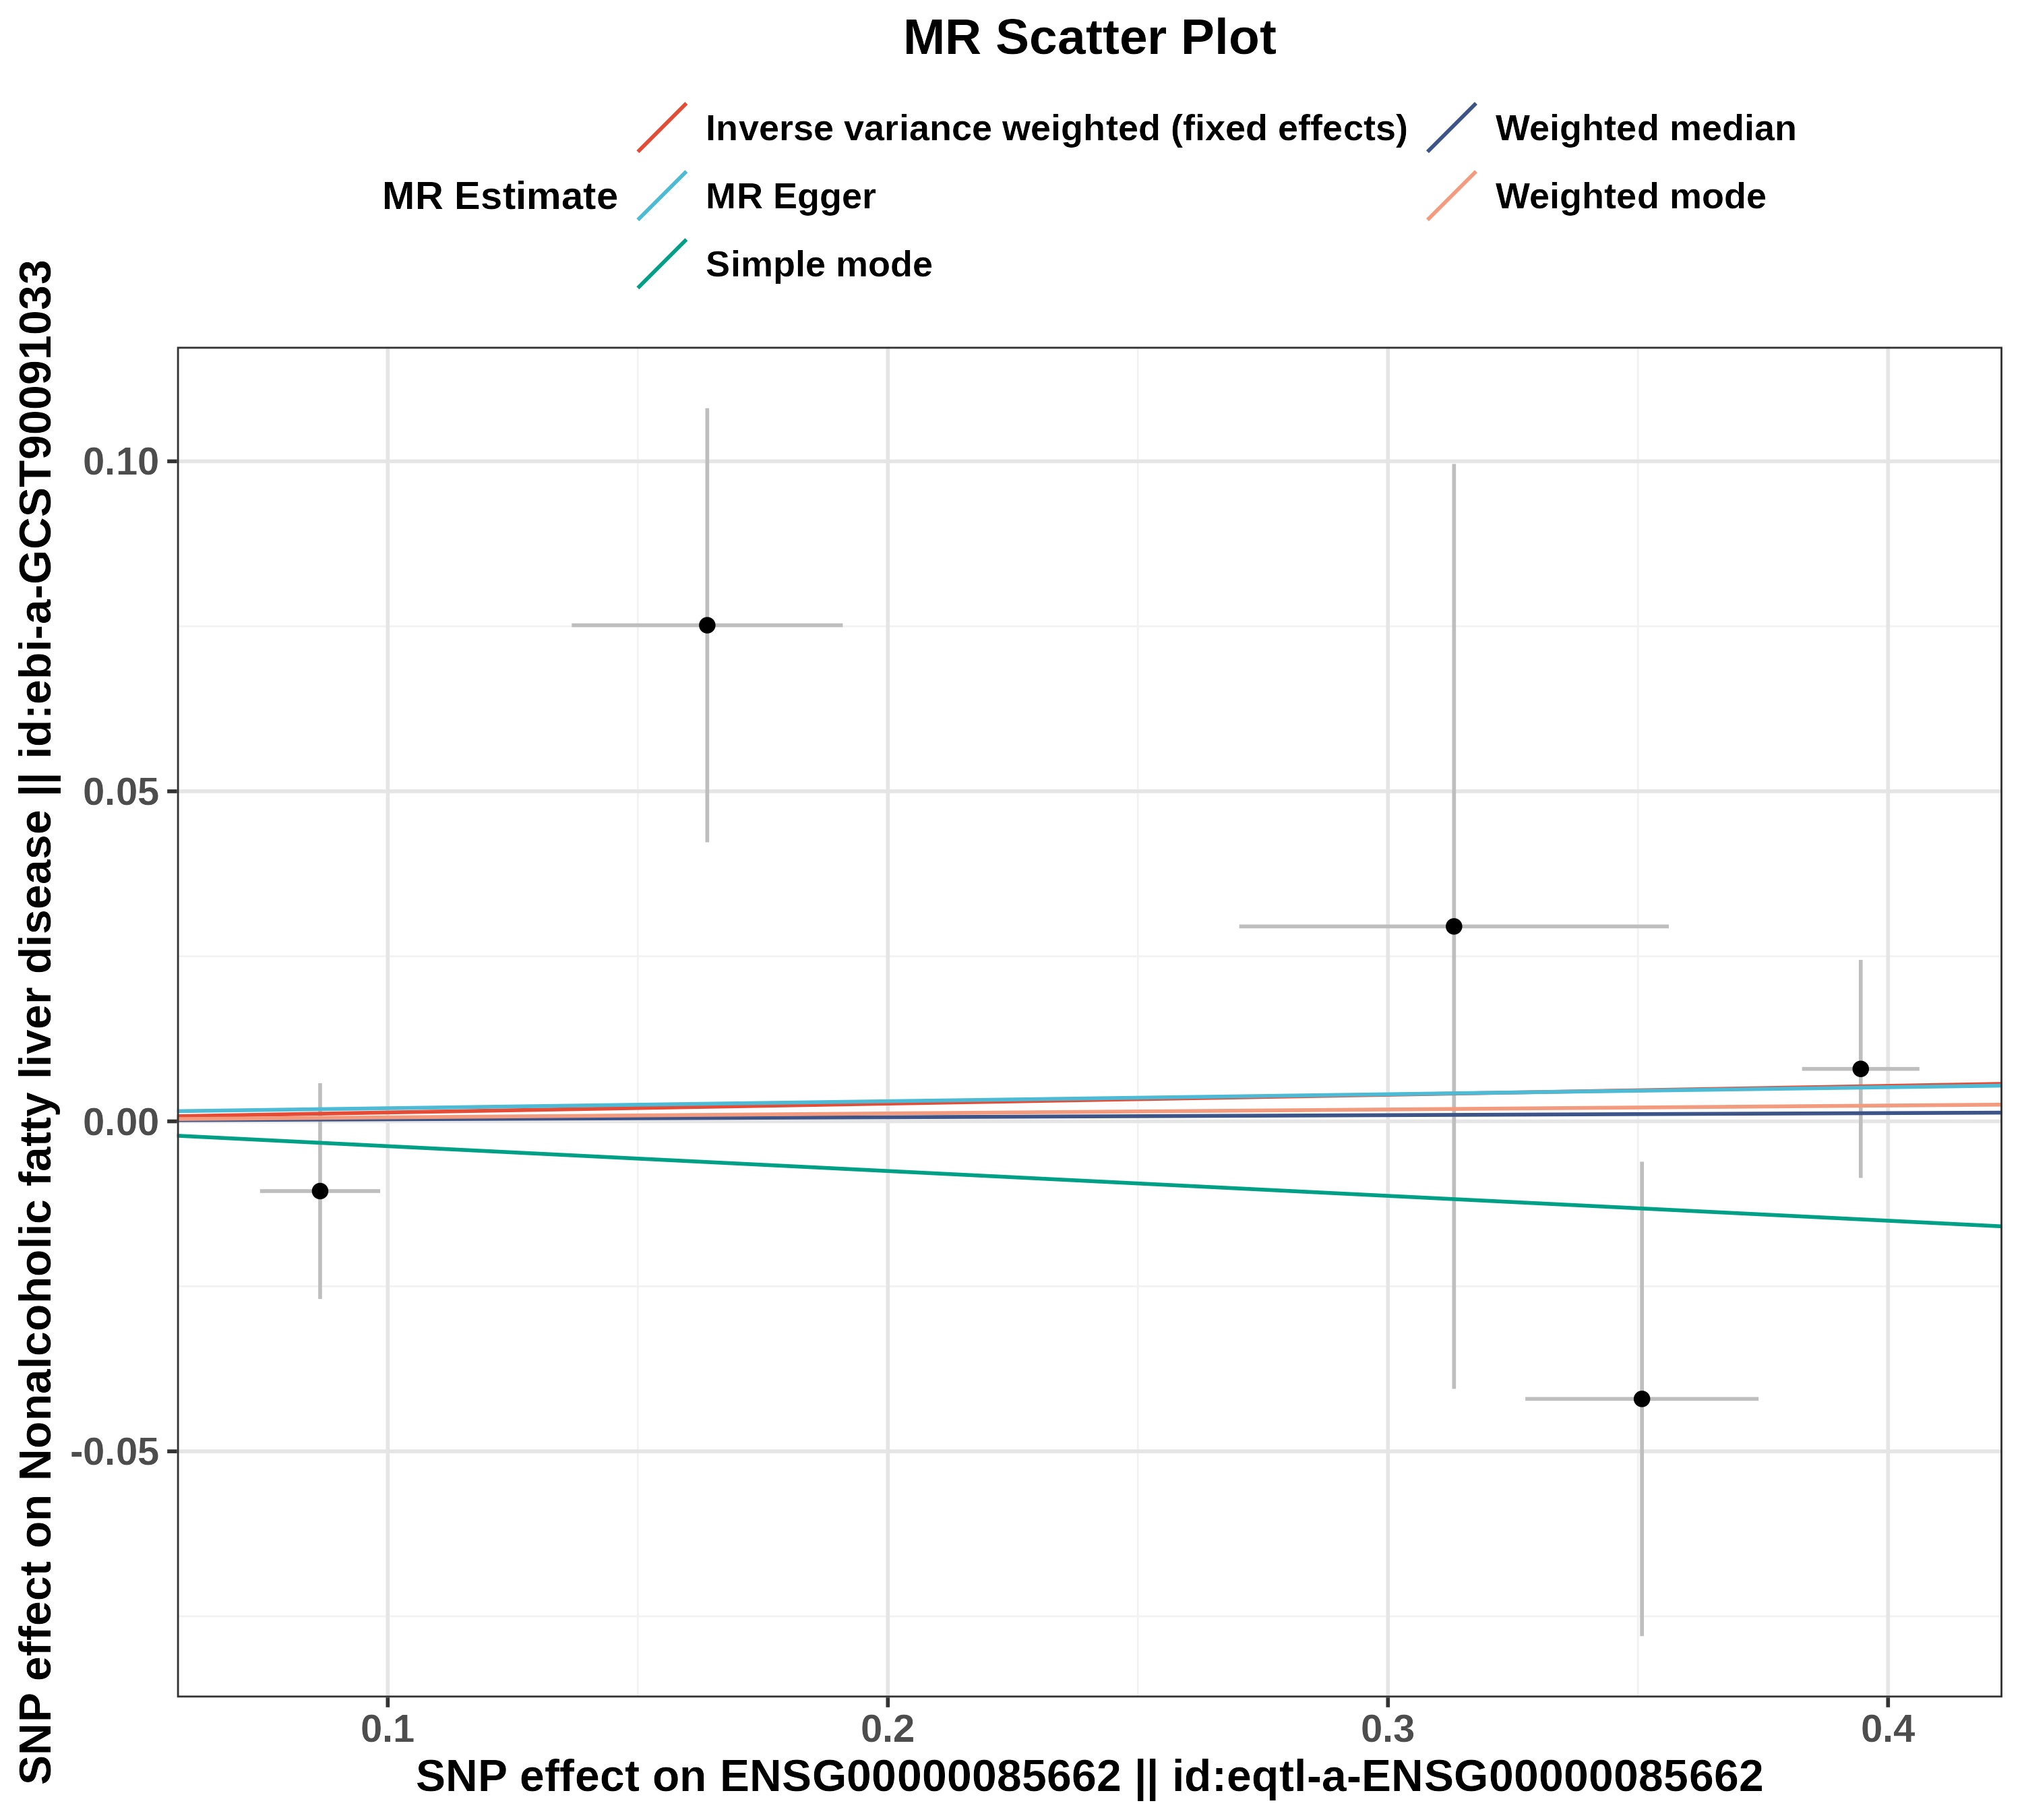 MR Scatter Plot
MR Estimate
Inverse variance weighted (fixed effects)
MR Egger
Simple mode
Weighted median
Weighted mode
SNP effect on Nonalcoholic fatty liver disease || id:ebi-a-GCST90091033
0.10
0.05
0.00
-0.05
0.1
0.2
0.3
0.4
SNP effect on ENSG00000085662 || id:eqtl-a-ENSG00000085662